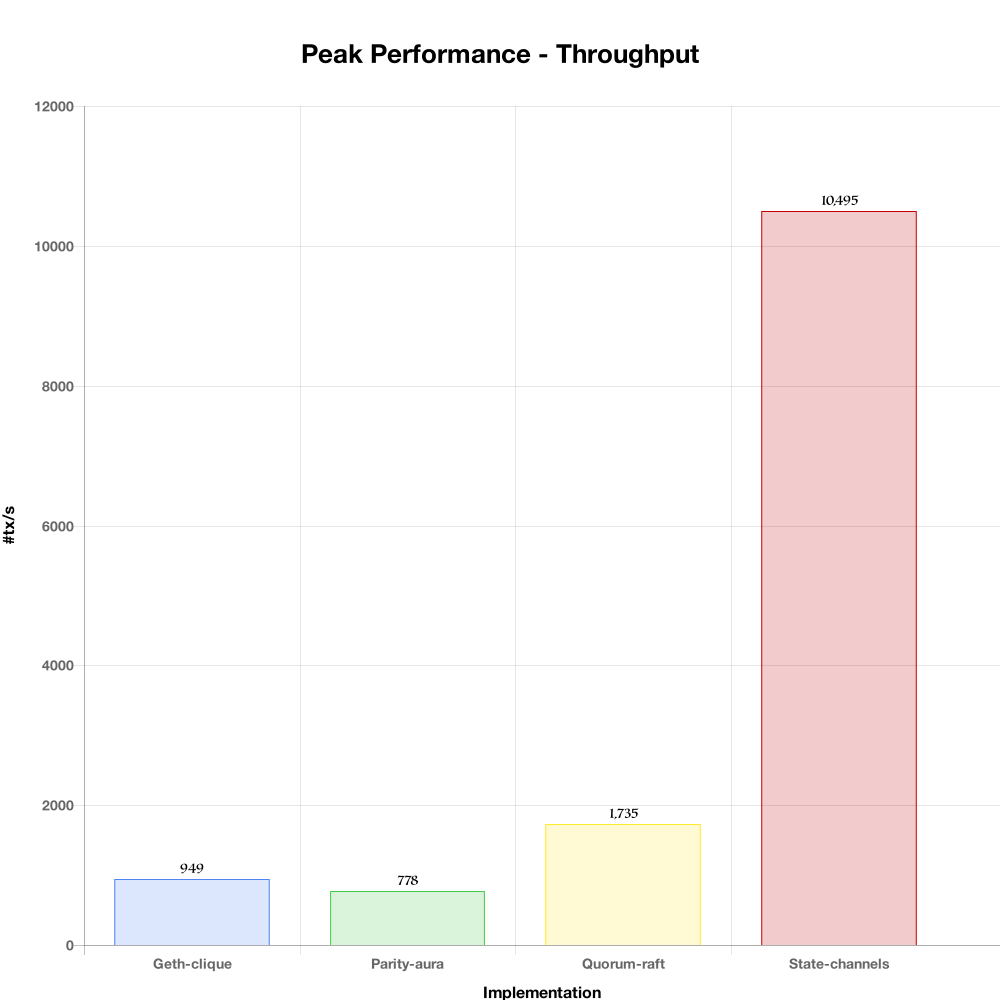 Peak Performance - Throughput
12000
10000
8000
6000
4000
2000
0
#tx/s
949
778
1,735
10,495
Geth-clique
Parity-aura
Quorum-raft
State-channels
Implementation